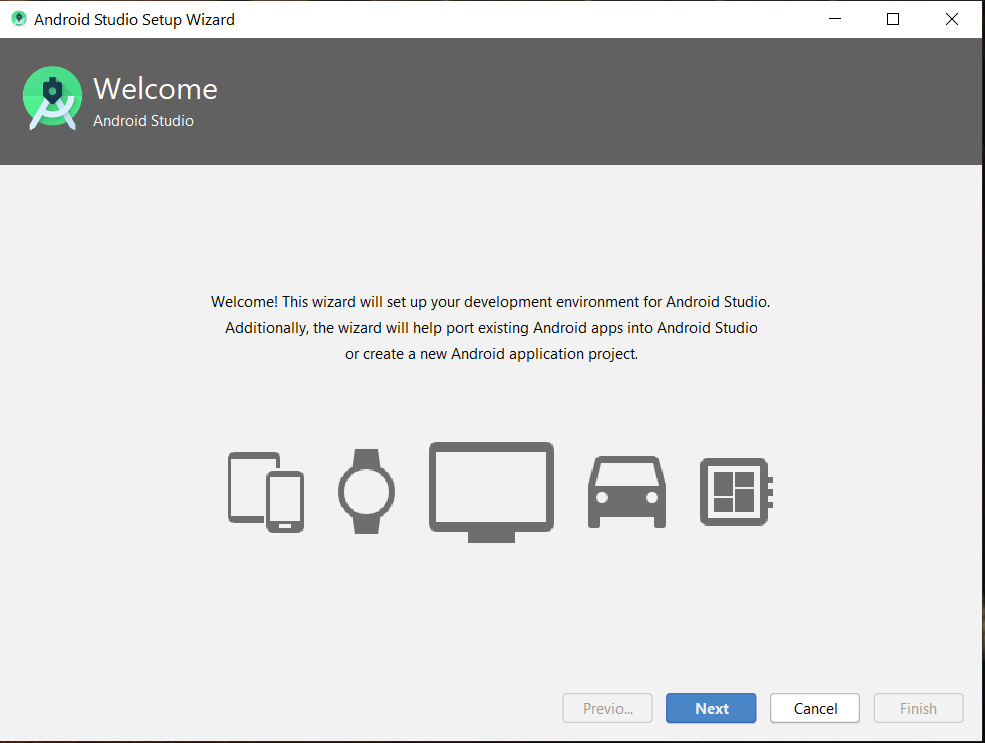 Android Studio Setup Wizard
Welcome
Android Studio
Welcome! This wizard will set up your development environment for Android Studio.
Additionally, the wizard will help port existing Android apps into Android Studio
or create a new Android application project.
Previo... Next Cancel Finish